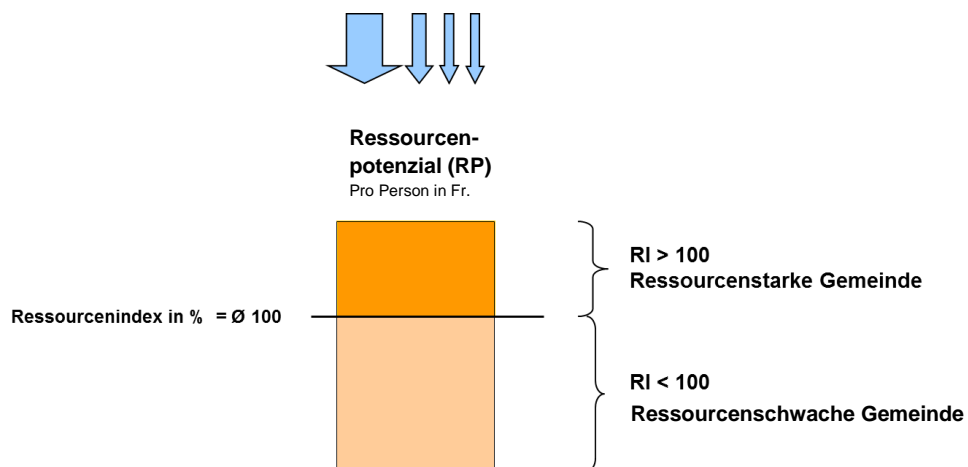 Ressourcen-
potenzial (RP)
Pro Person in Fr.
RI > 100
Ressourcenstarke Gemeinde
Ressourcenindex in % = Ø 100
RI < 100
Ressourcenschwache Gemeinde